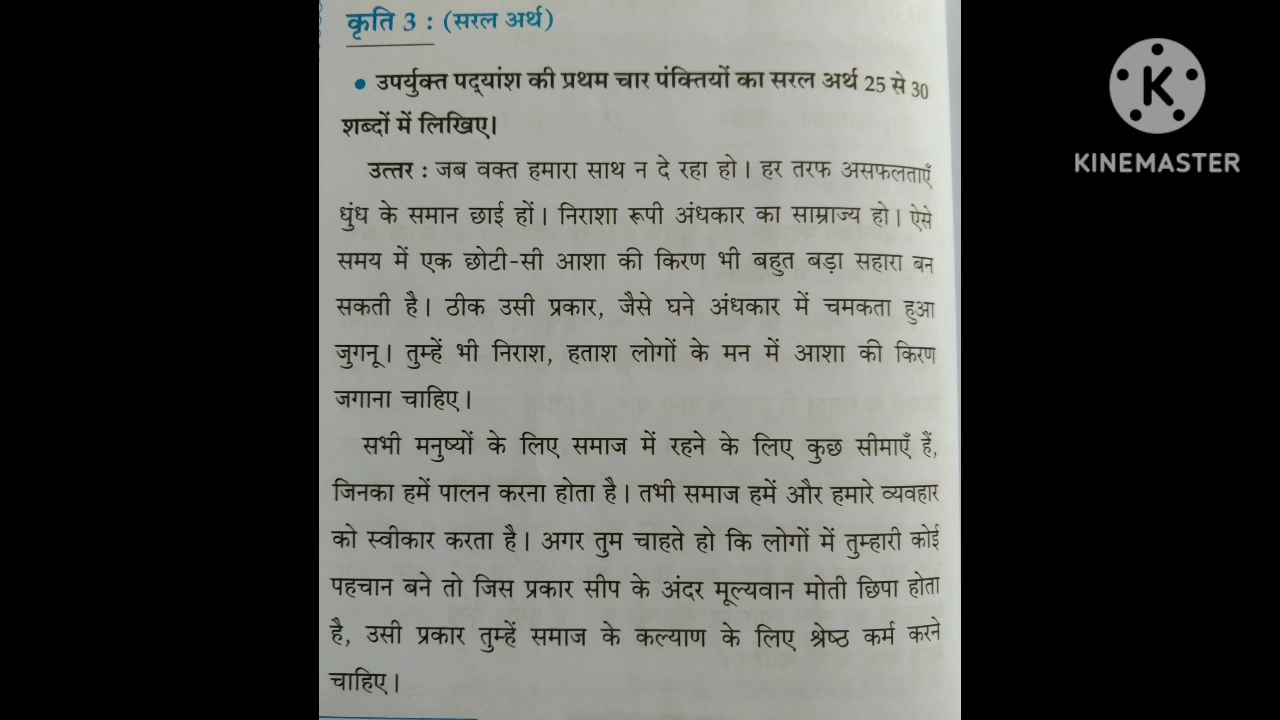 कृति 3 : (सरल अर्थ)
• उपर्युक्त पद्‌यांश की प्रथम चार पंक्तियों का सरल अर्थ 25 से 30
शब्दों में लिखिए।
उत्तर : जब वक्त हमारा साथ न दे रहा हो। हर तरफ असफलताएँ
धुंध के समान छाई हों। निराशा रूपी अंधकार का साम्राज्य हो। ऐसे
समय में एक छोटी-सी आशा की किरण भी बहुत बड़ा सहारा बन
सकती है। ठीक उसी प्रकार, जैसे घने अंधकार में चमकता हुआ
जुगनू। तुम्हें भी निराश, हताश लोगों के मन में आशा की किरण
जगाना चाहिए।
सभी मनुष्यों के लिए समाज में रहने के लिए कुछ सीमाएँ हैं,
जिनका हमें पालन करना होता है। तभी समाज हमें और हमारे व्यवहार
को स्वीकार करता है। अगर तुम चाहते हो कि लोगों में तुम्हारी कोई
पहचान बने तो जिस प्रकार सीप के अंदर मूल्यवान मोती छिपा होता
है, उसी प्रकार तुम्हें समाज के कल्याण के लिए श्रेष्ठ कर्म करने
चाहिए।
K
KINEMASTER